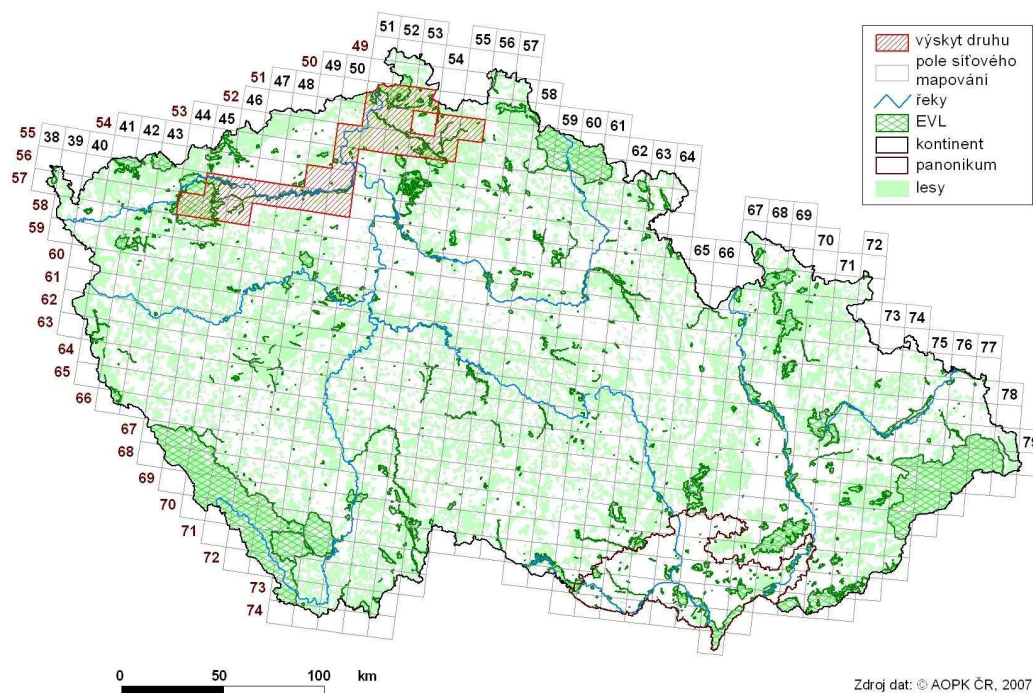 51 52 53
55 56 57
49
54
50
49 50
58
51
47 48
52
46
59 60 61
53
44 45
54
41 42 43
62 63 64
55
38 39 40
56
57
58
59
60
61
62
63
64
65
66
67
68
69
70
71
72
73
74
65 66
67 68 69
70
71
72
73 74
75 76 77
78
79
výskyt druhu
pole síťového
mapování
řeky
EVL
kontinent
panonikum
lesy
0 50 100 km
Zdroj dat: © AOPK ČR, 2007